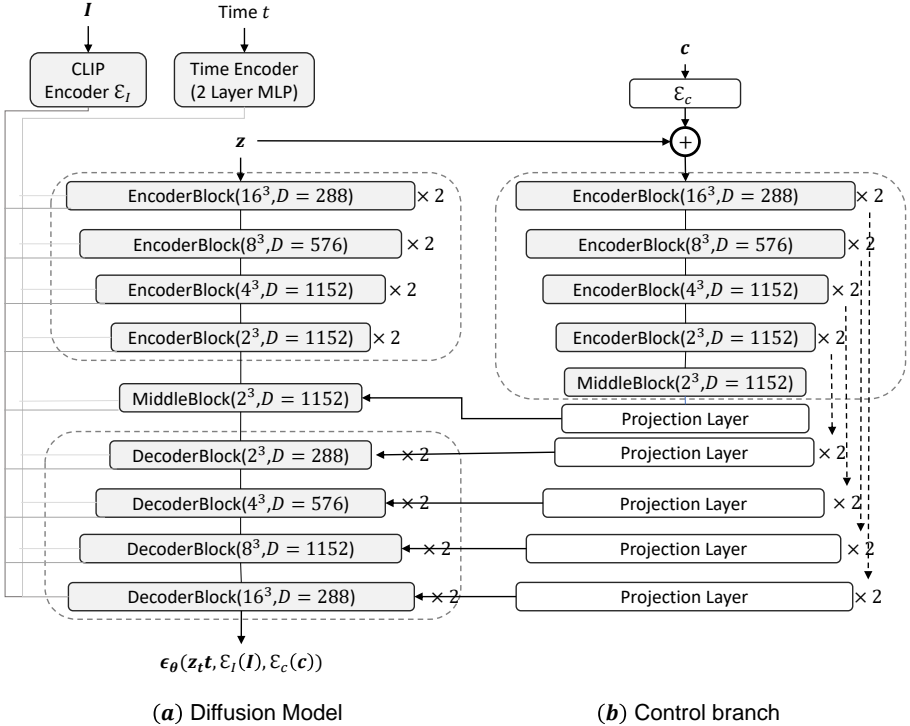 I
Time t
CLIP
Encoder ℰ_I
Time Encoder
(2 Layer MLP)
c
ℰ_c
z
+
EncoderBlock(16³,D = 288) × 2
EncoderBlock(8³,D = 576) × 2
EncoderBlock(4³,D = 1152) × 2
EncoderBlock(2³,D = 1152) × 2
MiddleBlock(2³,D = 1152)
DecoderBlock(2³,D = 288) × 2
DecoderBlock(4³,D = 576) × 2
DecoderBlock(8³,D = 1152) × 2
DecoderBlock(16³,D = 288) × 2
ϵ_θ(z_t t, ℰ_I(I), ℰ_c(c))
EncoderBlock(16³,D = 288) × 2
EncoderBlock(8³,D = 576) × 2
EncoderBlock(4³,D = 1152) × 2
EncoderBlock(2³,D = 1152) × 2
MiddleBlock(2³,D = 1152)
Projection Layer
Projection Layer × 2
Projection Layer × 2
Projection Layer × 2
Projection Layer × 2
(a) Diffusion Model
(b) Control branch